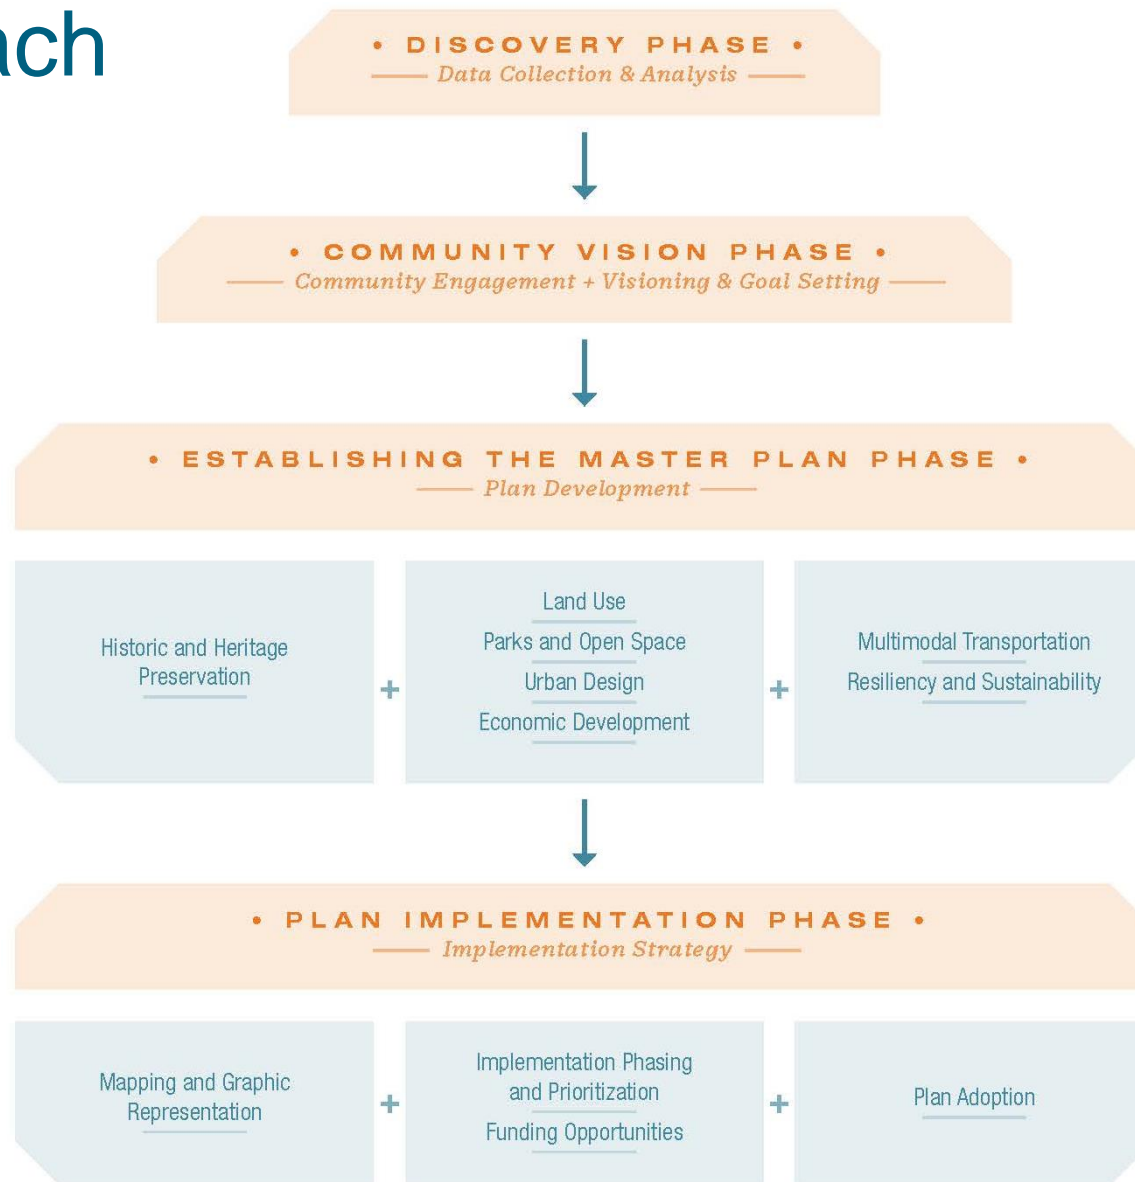 ach
• DISCOVERY PHASE •
Data Collection & Analysis
• COMMUNITY VISION PHASE •
Community Engagement + Visioning & Goal Setting
• ESTABLISHING THE MASTER PLAN PHASE •
Plan Development
Historic and Heritage
Preservation
+
Land Use
Parks and Open Space
Urban Design
Economic Development
+
Multimodal Transportation
Resiliency and Sustainability
• PLAN IMPLEMENTATION PHASE •
Implementation Strategy
Mapping and Graphic
Representation
+
Implementation Phasing
and Prioritization
Funding Opportunities
+
Plan Adoption